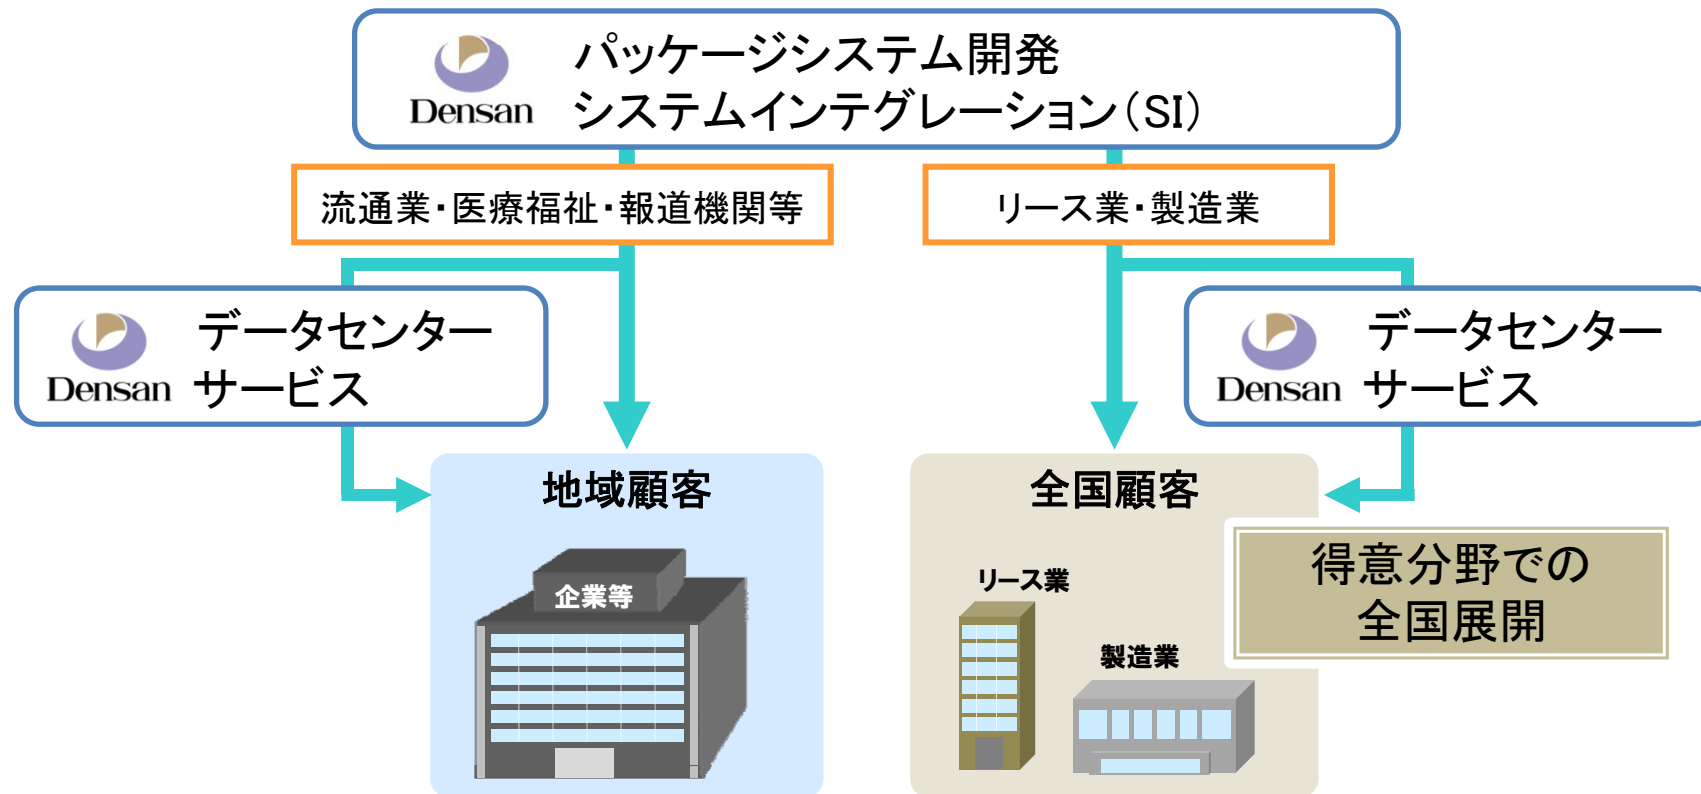 Densan
パッケージシステム開発
システムインテグレーション（SI）
流通業・医療福祉・報道機関等
リース業・製造業
Densan
データセンター
サービス
Densan
データセンター
サービス
地域顧客
企業等
全国顧客
リース業
製造業
得意分野での
全国展開